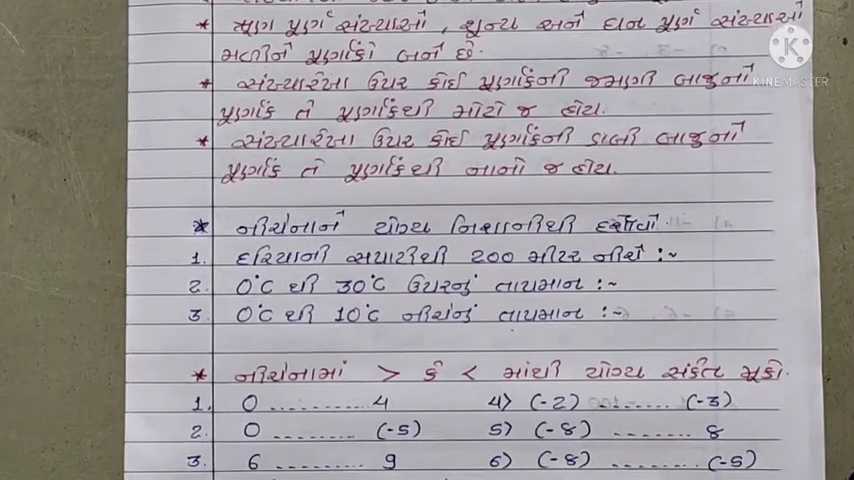 * ઋણ પૂર્ણ સંખ્યાઓ, શૂન્ય અને ધન પૂર્ણ સંખ્યાઓ
મળીને પૂર્ણાંકો બને છે.
KINEMASTER
* સંખ્યારેખા ઉપર કોઈ પૂર્ણાંકની જમણી બાજુનો
પૂર્ણાંક તે પૂર્ણાંકથી મોટો જ હોય.
* સંખ્યારેખા ઉપર કોઈ પૂર્ણાંકની ડાબી બાજુનો
પૂર્ણાંક તે પૂર્ણાંકથી નાનો જ હોય.
* નીચેનાને યોગ્ય નિશાનીથી દર્શાવો.
1. દરિયાની સપાટીથી 200 મીટર નીચે :~
2. 0°C થી 30°C ઉપરનું તાપમાન :~
3. 0°C થી 10°C નીચેનું તાપમાન :~
* નીચેનામાં > કે < માંથી યોગ્ય સંકેત મૂકો.
1. 0 .......... 4 4> (-2) ........ (-3)
2. 0 ......... (-5) 5> (-8) ......... 8
3. 6 .......... 9 6) (-8) .......... (-5)